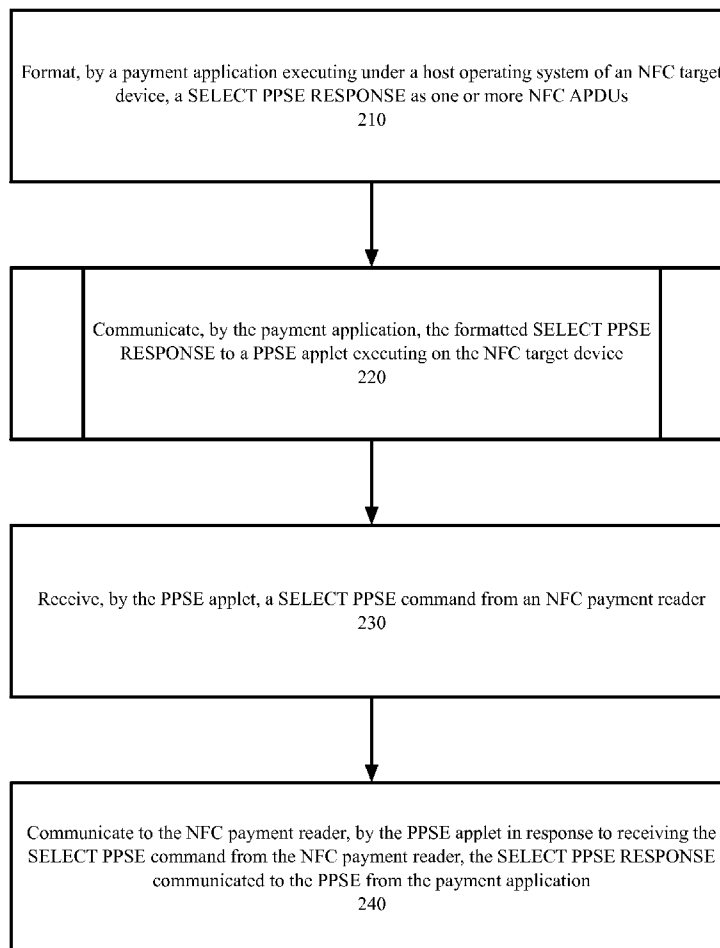 Format, by a payment application executing under a host operating system of an NFC target
device, a SELECT PPSE RESPONSE as one or more NFC APDUs
210
Communicate, by the payment application, the formatted SELECT PPSE
RESPONSE to a PPSE applet executing on the NFC target device
220
Receive, by the PPSE applet, a SELECT PPSE command from an NFC payment reader
230
Communicate to the NFC payment reader, by the PPSE applet in response to receiving the
SELECT PPSE command from the NFC payment reader, the SELECT PPSE RESPONSE
communicated to the PPSE from the payment application
240